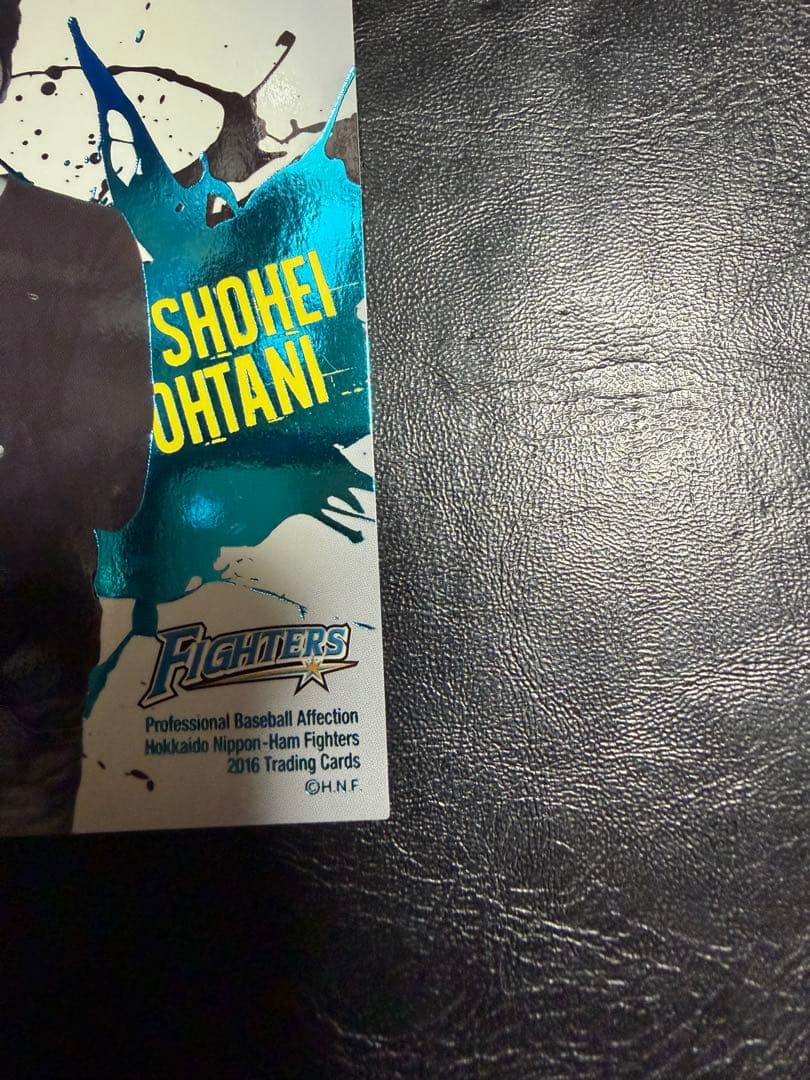 SHOHEI
OHTANI
FIGHTERS
Professional Baseball Affection
Hokkaido Nippon-Ham Fighters
2016 Trading Cards
©H.N.F.